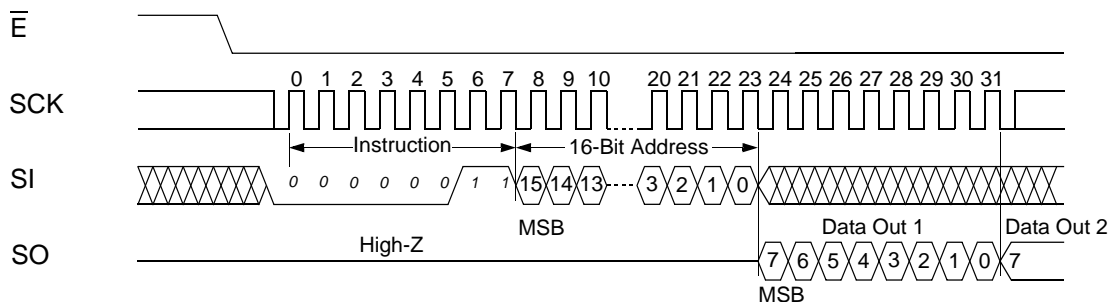 E
0 1 2 3 4 5 6 7 8 9 10 20 21 22 23 24 25 26 27 28 29 30 31
SCK
Instruction 16-Bit Address
SI 0 0 0 0 0 0 1 1 15 14 13 3 2 1 0
MSB Data Out 1 Data Out 2
High-Z
SO 7 6 5 4 3 2 1 0 7
MSB